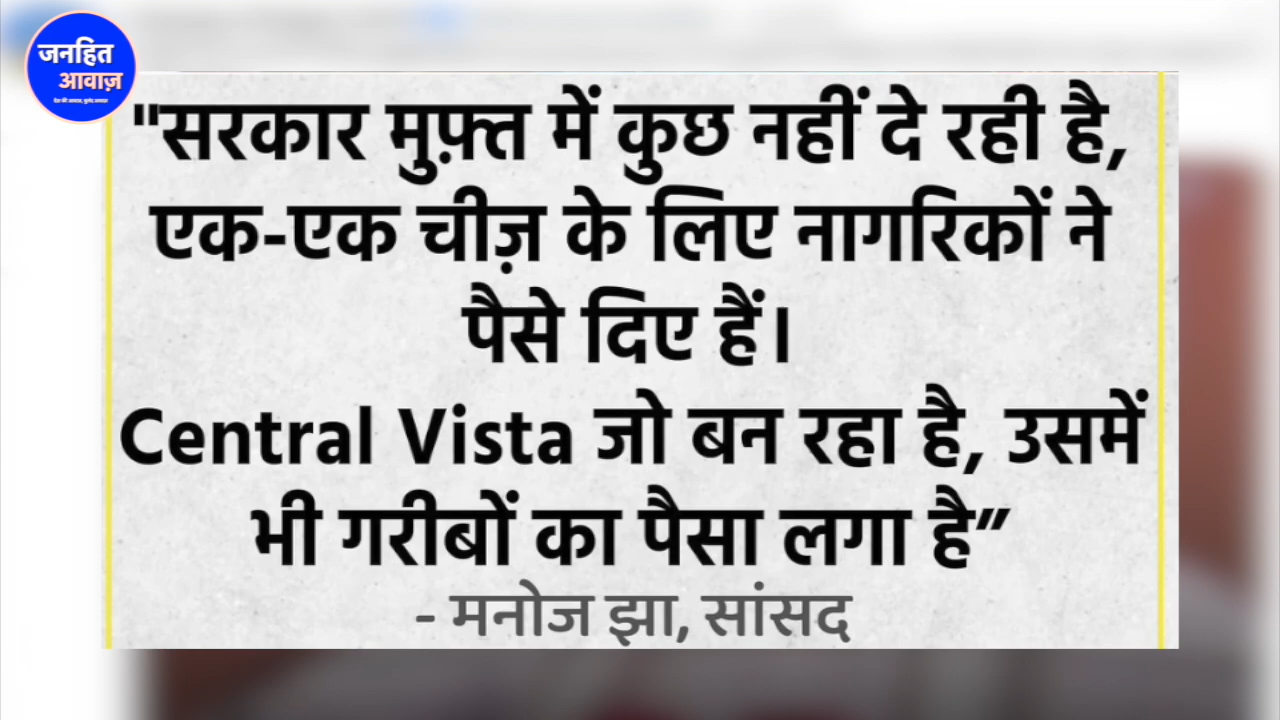 जनहित
आवाज़
"सरकार मुफ़्त में कुछ नहीं दे रही है,
एक-एक चीज़ के लिए नागरिकों ने
पैसे दिए हैं।
Central Vista जो बन रहा है, उसमें
भी गरीबों का पैसा लगा है”
- मनोज झा, सांसद